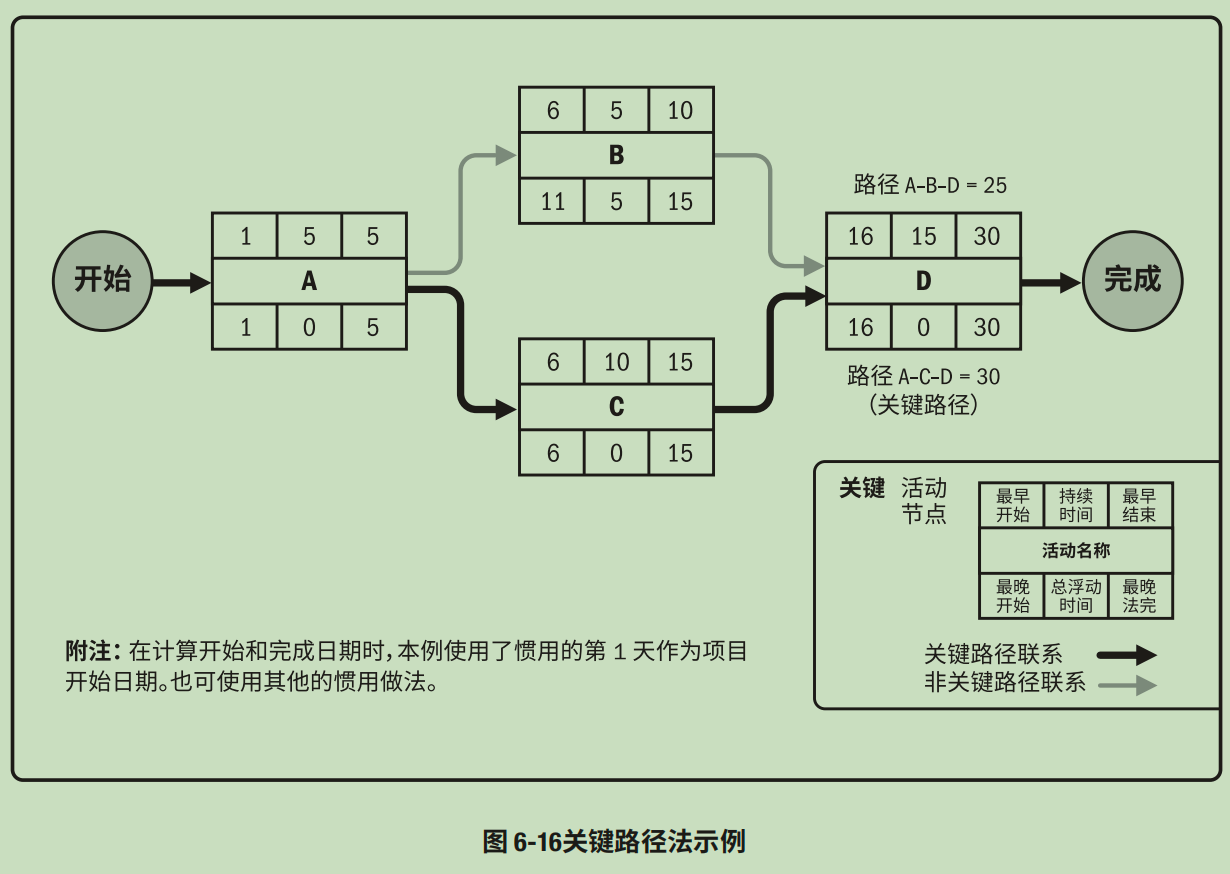 6 5 10
B
11 5 15
路径 A-B-D = 25
1 5 5
A
1 0 5
16 15 30
D
16 0 30
开始
完成
6 10 15
C
6 0 15
路径 A-C-D = 30
(关键路径)
关键 活动
节点
最早 持续 最早
开始 时间 结束
活动名称
最晚 总浮动 最晚
开始 时间 法完
关键路径联系
非关键路径联系
附注：在计算开始和完成日期时，本例使用了惯用的第 1 天作为项目
开始日期。也可使用其他的惯用做法。
图 6-16关键路径法示例